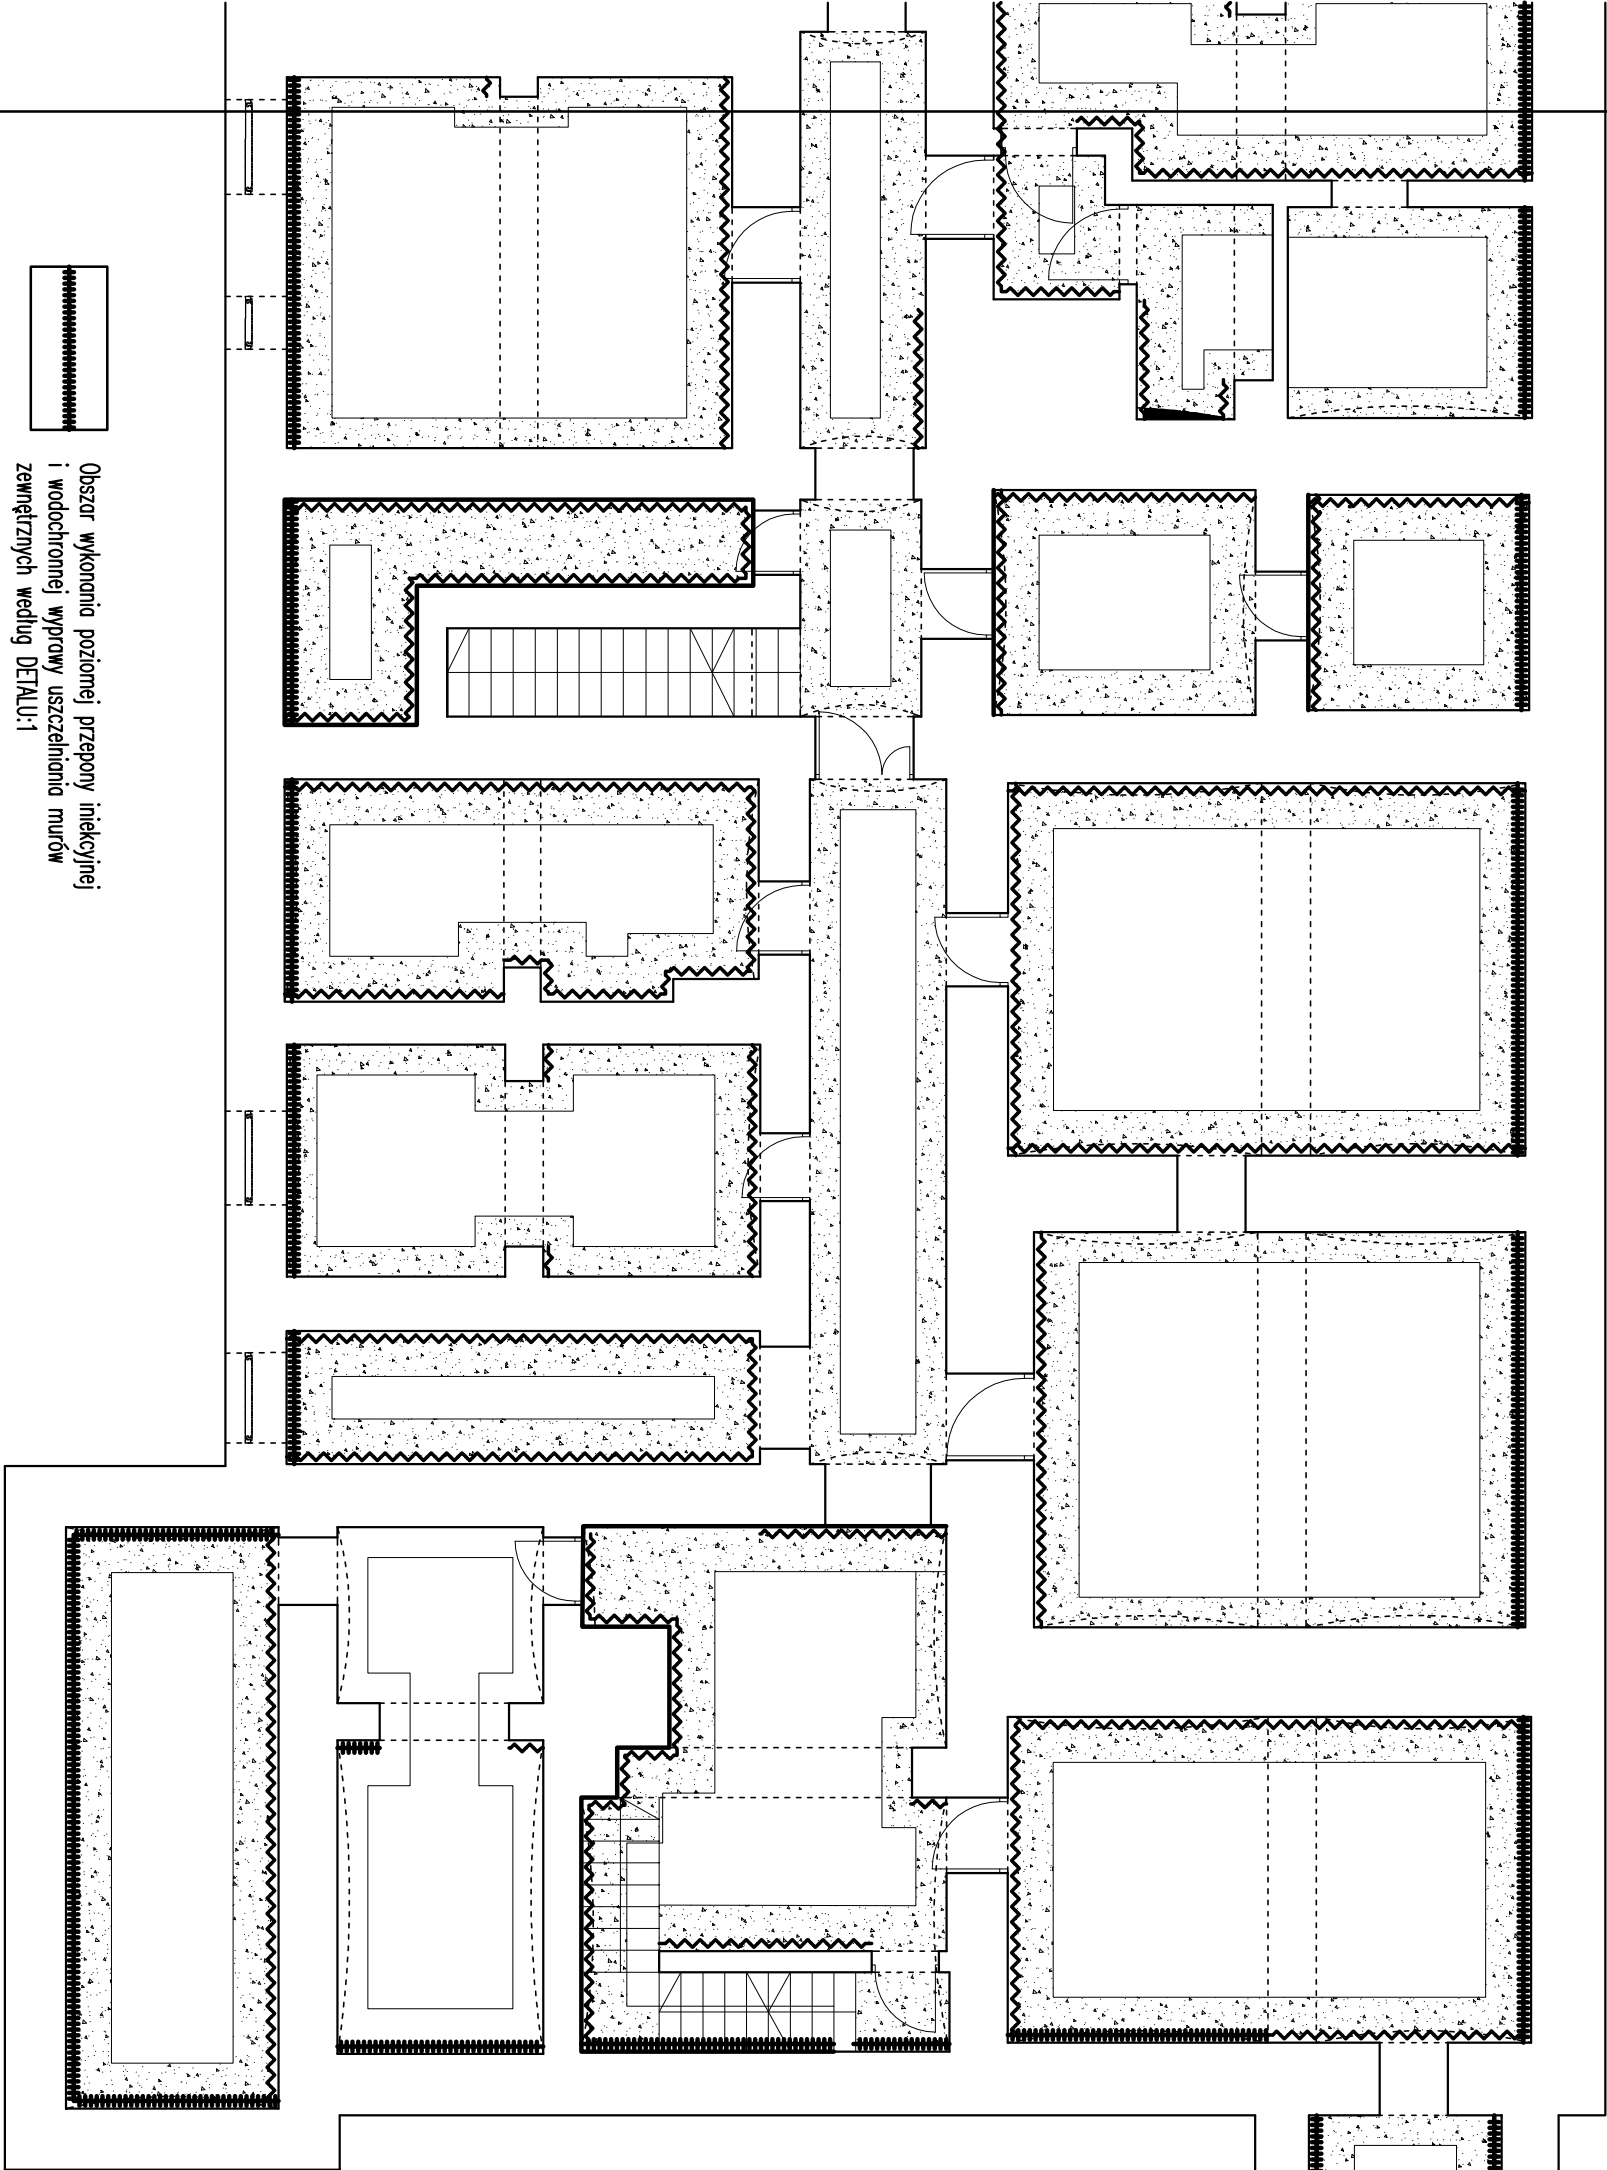 Obszar wykonania poziomej przepony iniekcyjnej
i wodochronnej wyprawy uszczelniania murów
zewnętrznych według DETALU:1